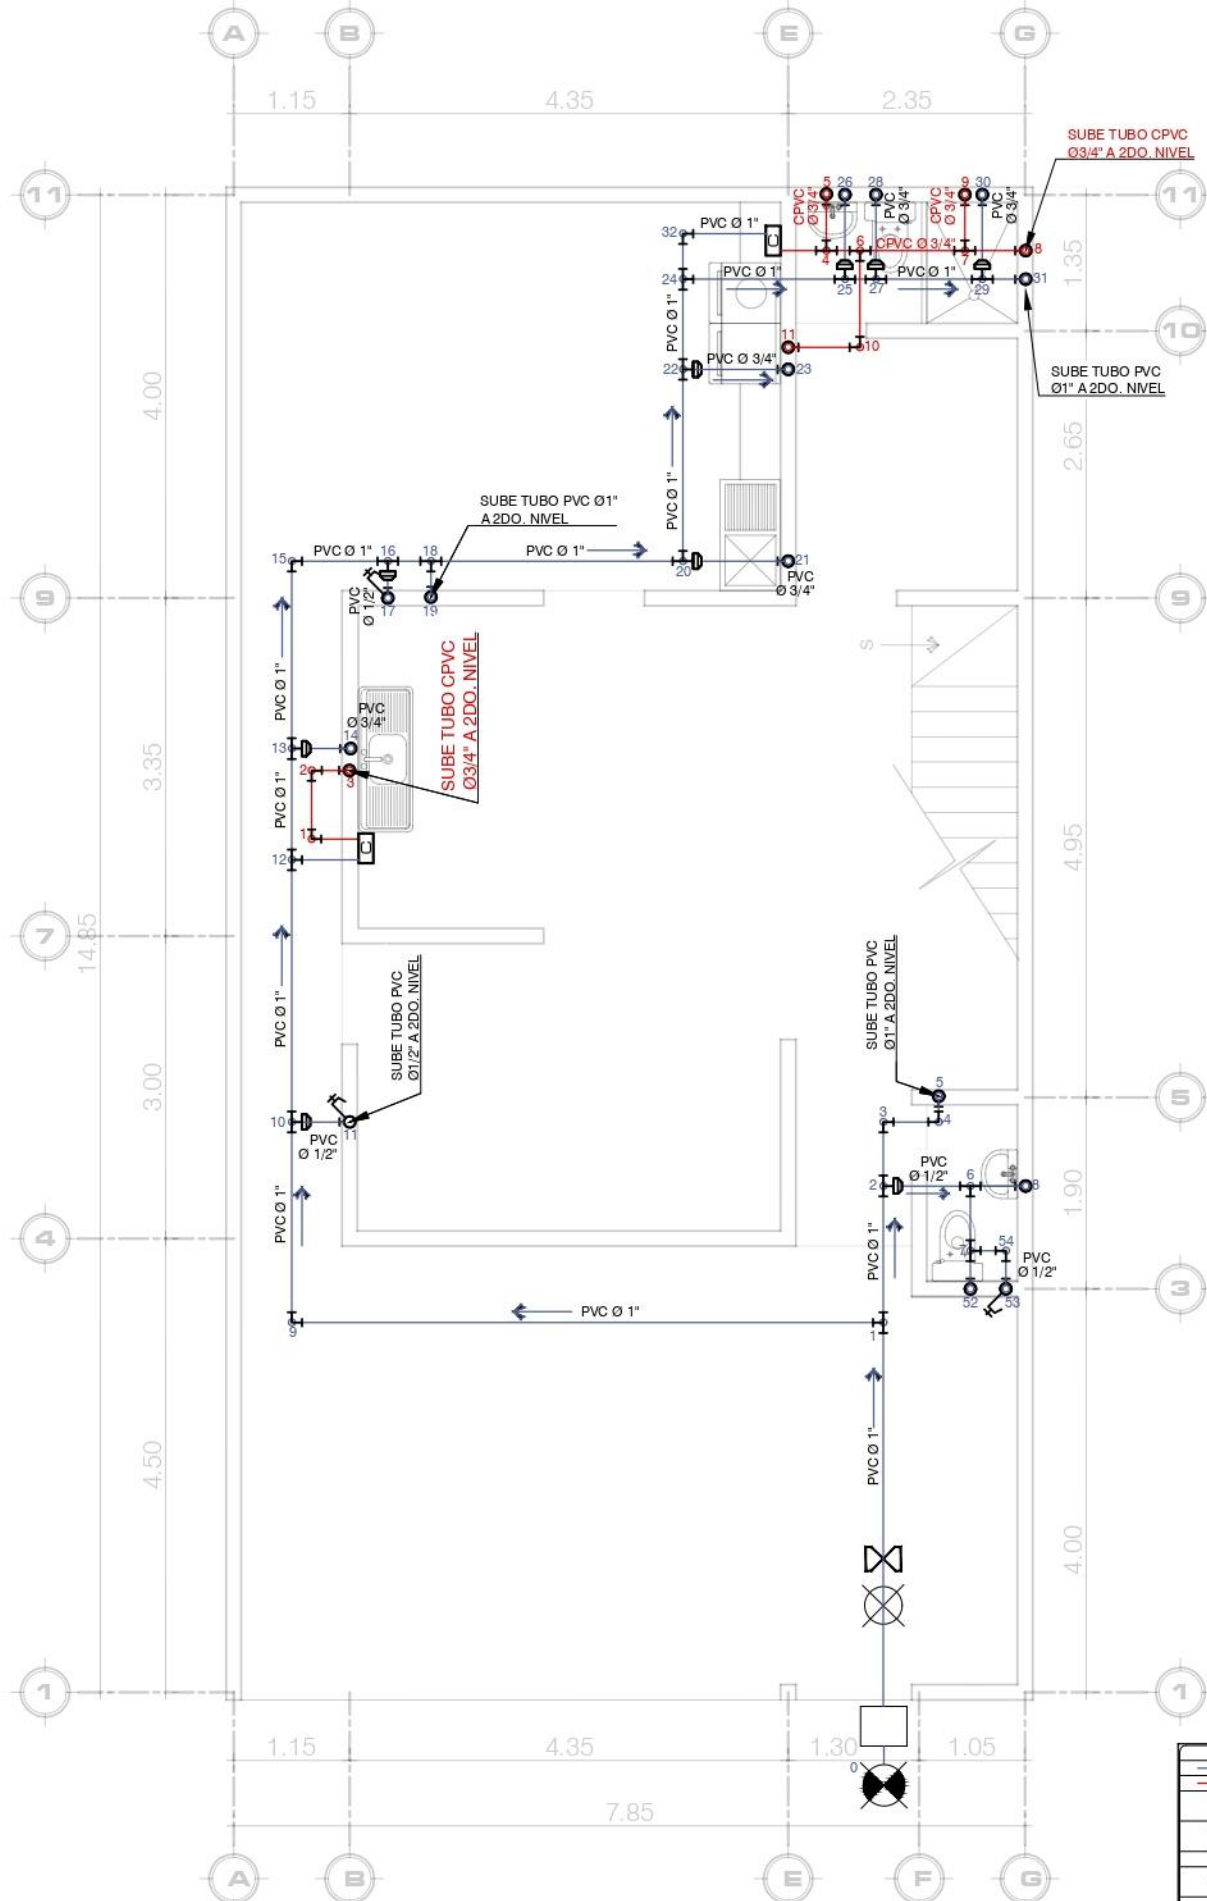 A B E G
1.15 4.35 2.35
SUBE TUBO CPVC
Ø3/4" A 2DO. NIVEL
11 11
5 26 28 9 30
CPVC
Ø 3/4"
PVC
Ø 3/4"
CPVC
Ø 3/4"
PVC
Ø 3/4"
32 PVC Ø 1" C
4 6 CPVC Ø 3/4" 7 8
1.35
24 PVC Ø 1" 25 27 PVC Ø 1" 29 31
10
PVC Ø 1"
11 10
22 PVC Ø 3/4" 23
SUBE TUBO PVC
Ø1" A 2DO. NIVEL
4.00
2.65
PVC Ø 1"
SUBE TUBO PVC Ø1"
A 2DO. NIVEL
15 PVC Ø 1" 16 18 PVC Ø 1" 20 21
PVC
Ø 3/4"
9 9
PVC
Ø 1/2"
17 19
S
SUBE TUBO CPVC
Ø3/4" A 2DO. NIVEL
PVC Ø 1"
PVC
Ø 3/4"
13 14
2 3
3.35
PVC Ø 1"
1
C
12
4.95
7
14.85
SUBE TUBO PVC
Ø1/2" A 2DO. NIVEL
SUBE TUBO PVC
Ø1" A 2DO. NIVEL
PVC Ø 1"
3.00
5
5
10 11
3 4
PVC
Ø 1/2"
PVC
Ø 1/2"
2 6 8
1.90
PVC Ø 1"
PVC Ø 1"
4
7 54
PVC
Ø 1/2"
3
52 53
9 PVC Ø 1" 1
4.50
PVC Ø 1"
4.00
1 1
1.15 4.35 1.30 1.05
0
7.85
A B E F G